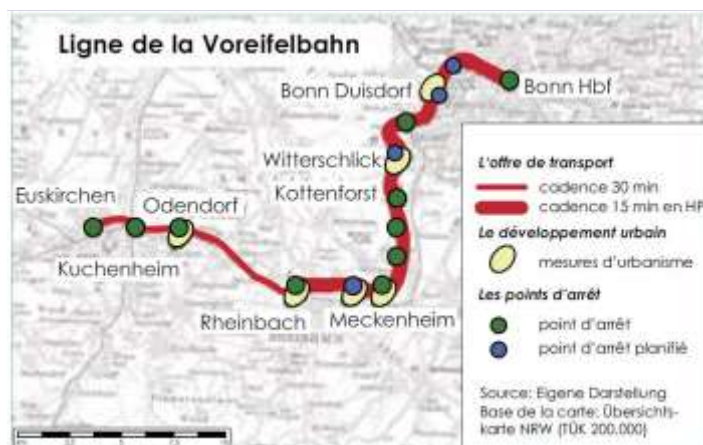 Ligne de la Voreifelbahn
Bonn Duisdorf
Bonn Hbf
Witterschlick
Kottenforst
Euskirchen
Odendorf
Kuchenheim
Rheinbach
Meckenheim
L'offre de transport
cadence 30 min
cadence 15 min en HP
Le développement urbain
mesures d'urbanisme
Les points d'arrêt
point d'arrêt
point d'arrêt planifié
Source: Eigene Darstellung
Base de la carte: Übersichts-
karte NRW (TÜK 200.000)